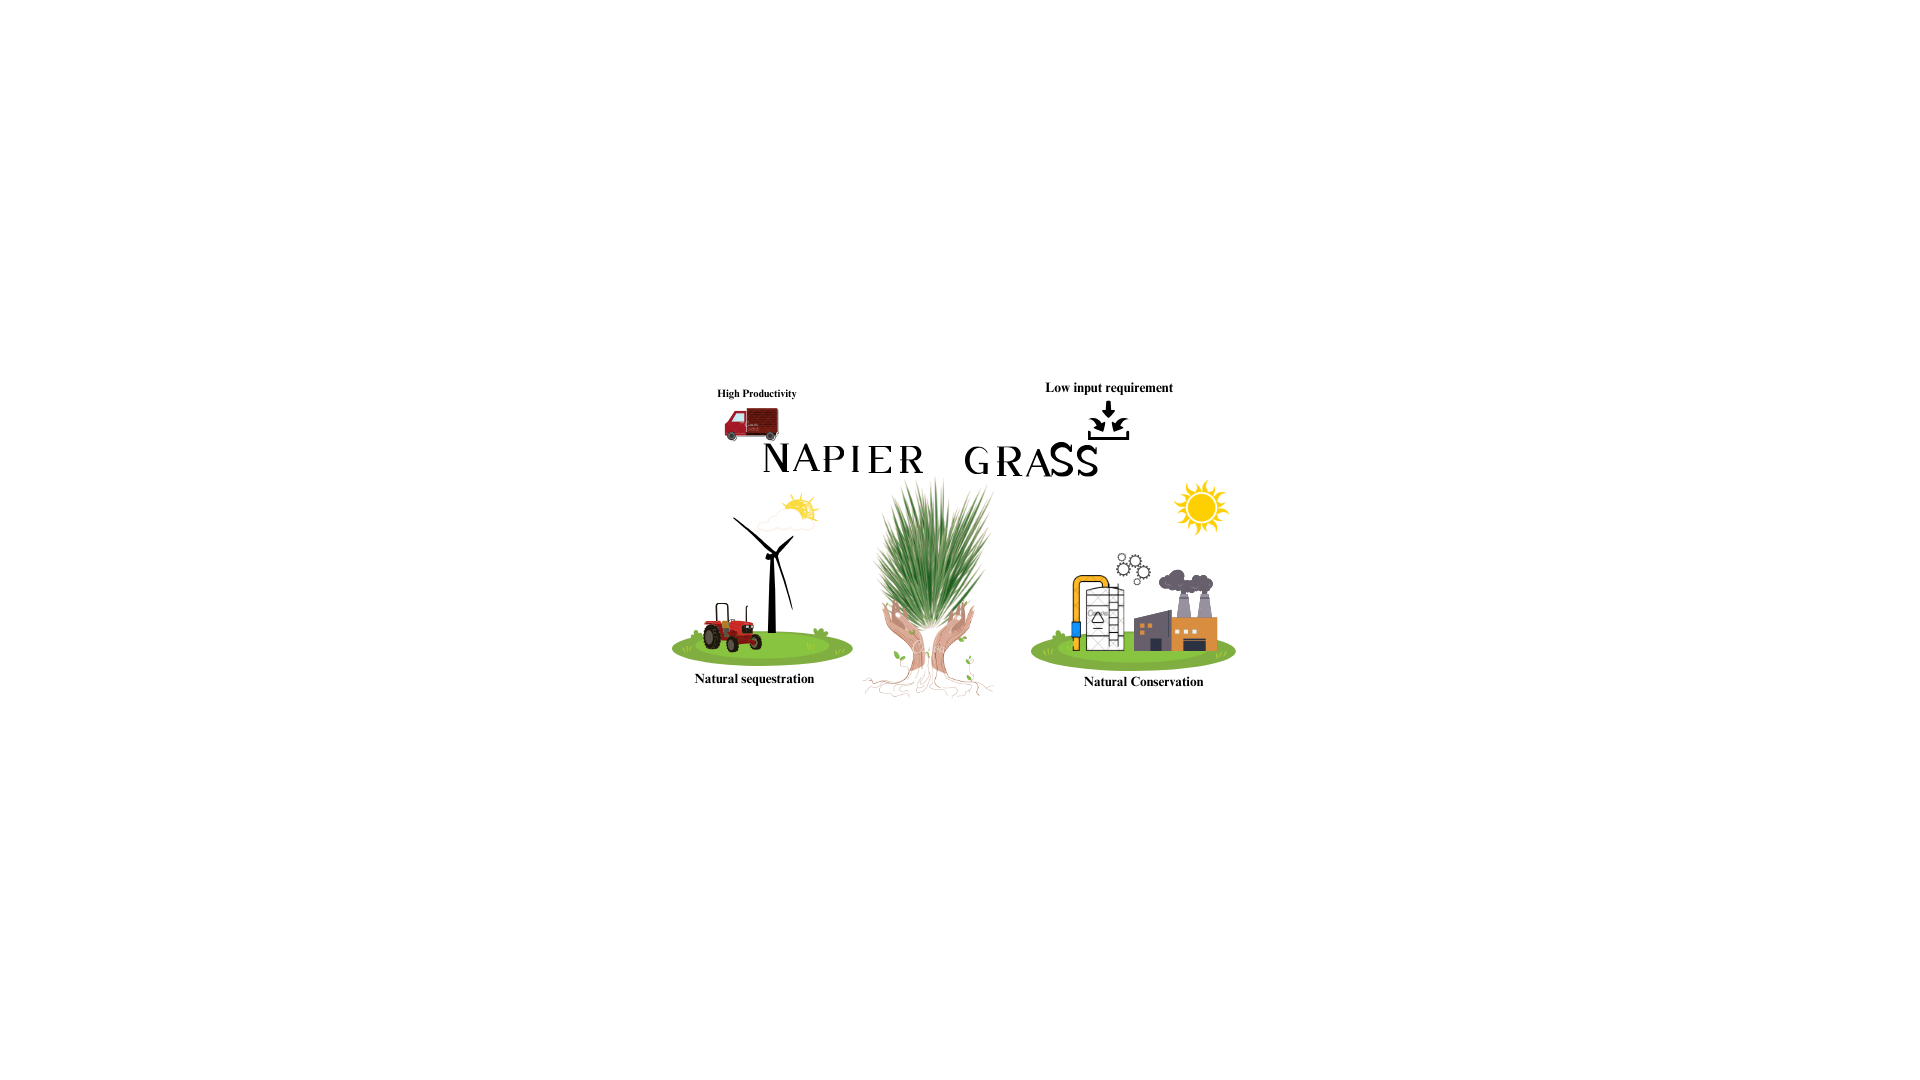 High Productivity
Low input requirement
NAPIER GRASS
Natural sequestration
Natural Conservation